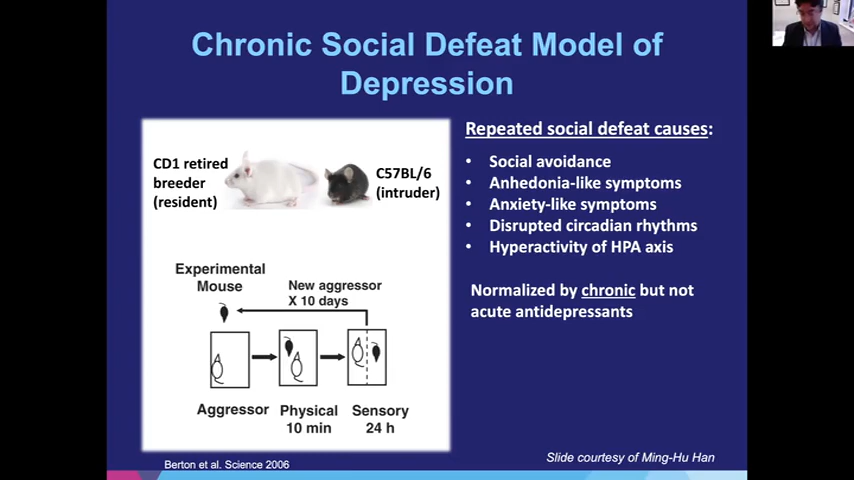 Chronic Social Defeat Model of
Depression
CD1 retired
breeder
(resident)
C57BL/6
(intruder)
Experimental
Mouse
New aggressor
X 10 days
Aggressor
Physical
10 min
Sensory
24 h
Berton et al. Science 2006
Repeated social defeat causes:
• Social avoidance
• Anhedonia-like symptoms
• Anxiety-like symptoms
• Disrupted circadian rhythms
• Hyperactivity of HPA axis
Normalized by chronic but not
acute antidepressants
Slide courtesy of Ming-Hu Han